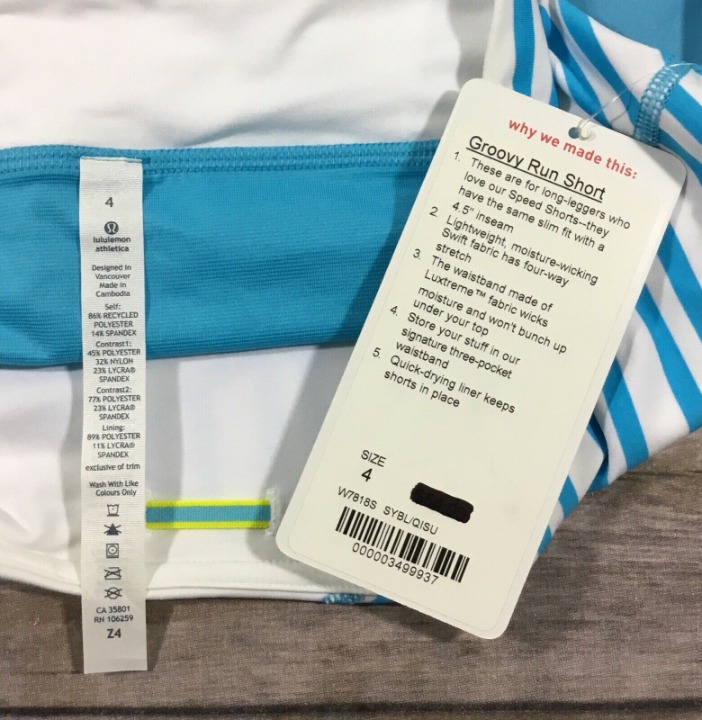 4
lululemon
athletica
Designed in
Vancouver
Made in
Cambodia
Self:
86% RECYCLED
POLYESTER
14% SPANDEX
Contrast1:
45% POLYESTER
32% NYLON
23% LYCRA®
SPANDEX
Contrast2:
77% POLYESTER
23% LYCRA®
SPANDEX
Lining:
89% POLYESTER
11% LYCRA®
SPANDEX
exclusive of trim
Wash With Like
Colours Only
CA 35801
RN 106259
Z4
why we made this:
Groovy Run Short
1. These are for long-leggers who
love our Speed Shorts--they
have the same slim fit with a
4.5" inseam
2. Lightweight, moisture-wicking
Swift fabric has four-way
stretch
3. The waistband made of
Luxtreme™ fabric wicks
moisture and won't bunch up
under your top
4. Store your stuff in our
signature three-pocket
waistband
5. Quick-drying liner keeps
shorts in place
SIZE
4
W7818S SYBL/QISU
000003499937